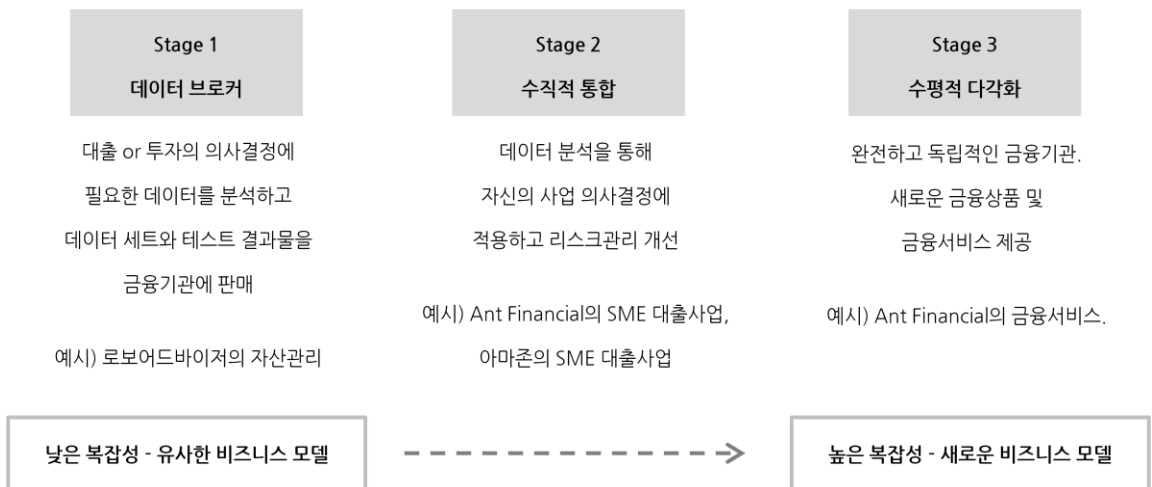 Stage 1
데이터 브로커
대출 or 투자의 의사결정에
필요한 데이터를 분석하고
데이터 세트와 테스트 결과물을
금융기관에 판매
예시) 로보어드바이저의 자산관리
Stage 2
수직적 통합
데이터 분석을 통해
자신의 사업 의사결정에
적용하고 리스크관리 개선
예시) Ant Financial의 SME 대출사업,
아마존의 SME 대출사업
Stage 3
수평적 다각화
완전하고 독립적인 금융기관.
새로운 금융상품 및
금융서비스 제공
예시) Ant Financial의 금융서비스.
낮은 복잡성 - 유사한 비즈니스 모델
높은 복잡성 - 새로운 비즈니스 모델